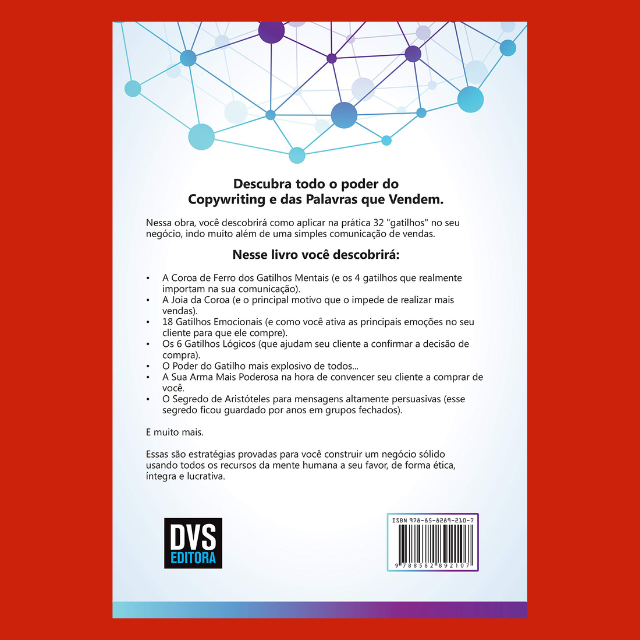 Descubra todo o poder do
Copywriting e das Palavras que Vendem.
Nessa obra, você descobrirá como aplicar na prática 32 "gatilhos" no seu
negócio, indo muito além de uma simples comunicação de vendas.
Nesse livro você descobrirá:
• A Coroa de Ferro dos Gatilhos Mentais (e os 4 gatilhos que realmente
importam na sua comunicação).
• A Joia da Coroa (e o principal motivo que o impede de realizar mais
vendas).
• 18 Gatilhos Emocionais (e como você ativa as principais emoções no seu
cliente para que ele compre).
• Os 6 Gatilhos Lógicos (que ajudam seu cliente a confirmar a decisão de
compra).
• O Poder do Gatilho mais explosivo de todos...
• A Sua Arma Mais Poderosa na hora de convencer seu cliente a comprar de
você.
• O Segredo de Aristóteles para mensagens altamente persuasivas (esse
segredo ficou guardado por anos em grupos fechados).
E muito mais.
Essas são estratégias provadas para você construir um negócio sólido
usando todos os recursos da mente humana a seu favor, de forma ética,
íntegra e lucrativa.
DVS
EDITORA
ISBN 978-85-8289-210-7
9 788582 892107